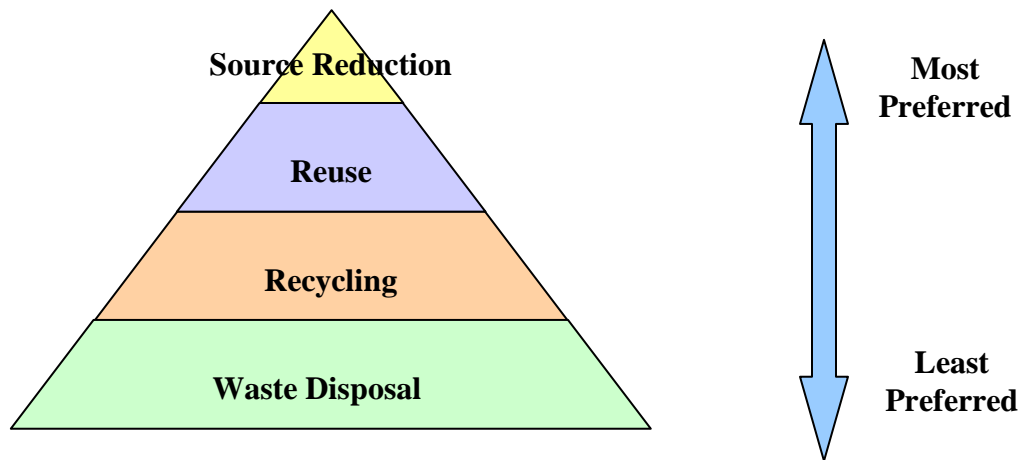 Source Reduction
Reuse
Recycling
Waste Disposal
Most
Preferred
Least
Preferred